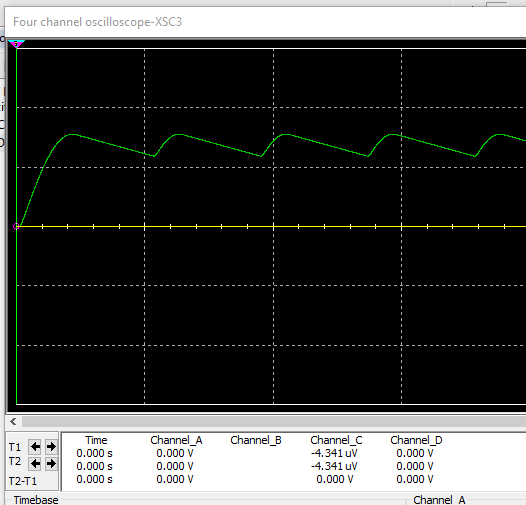 Four channel oscilloscope-XSC3
Time Channel_A Channel_B Channel_C Channel_D
T1 0.000 s 0.000 V -4.341 uV 0.000 V
T2 0.000 s 0.000 V -4.341 uV 0.000 V
T2-T1 0.000 s 0.000 V 0.000 V 0.000 V
Timebase Channel_A